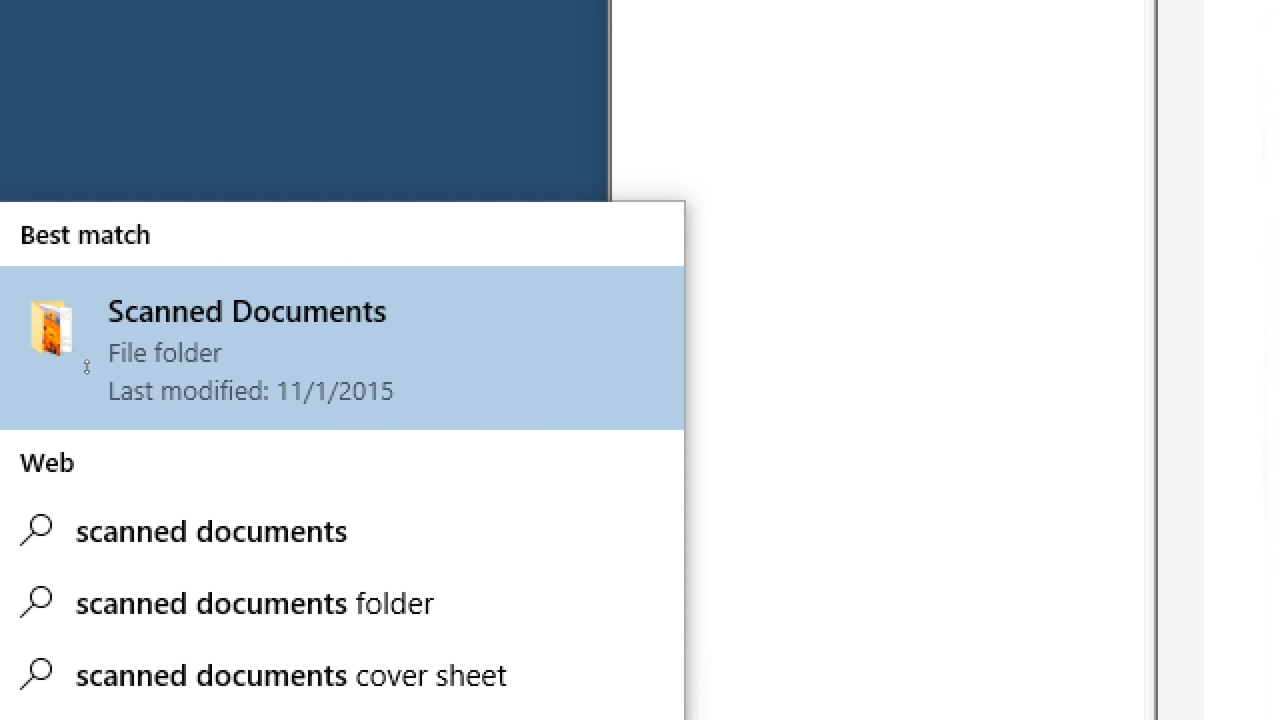 Best match
Scanned Documents
File folder
Last modified: 11/1/2015
Web
scanned documents
scanned documents folder
scanned documents cover sheet